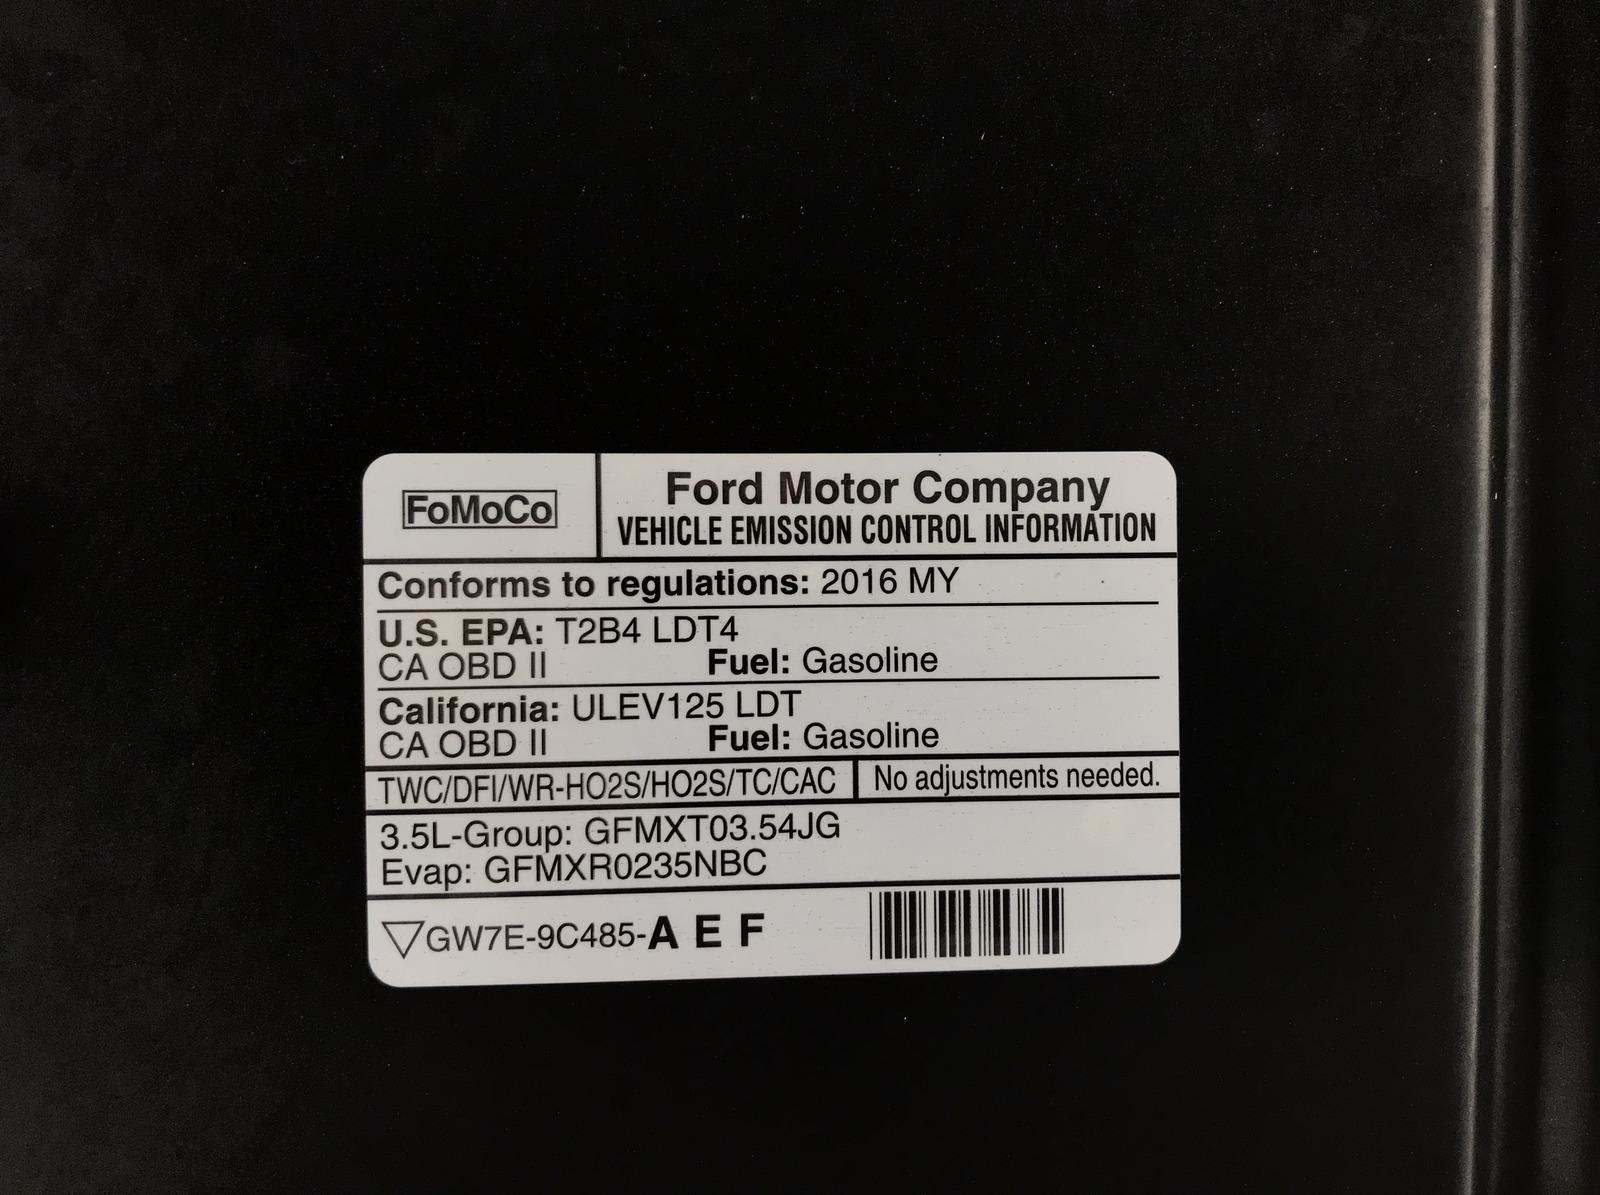 FoMoCo
Ford Motor Company
VEHICLE EMISSION CONTROL INFORMATION
Conforms to regulations: 2016 MY
U.S. EPA: T2B4 LDT4
CA OBD II Fuel: Gasoline
California: ULEV125 LDT
CA OBD II Fuel: Gasoline
TWC/DFI/WR-HO2S/HO2S/TC/CAC No adjustments needed.
3.5L-Group: GFMXT03.54JG
Evap: GFMXR0235NBC
GW7E-9C485-A E F